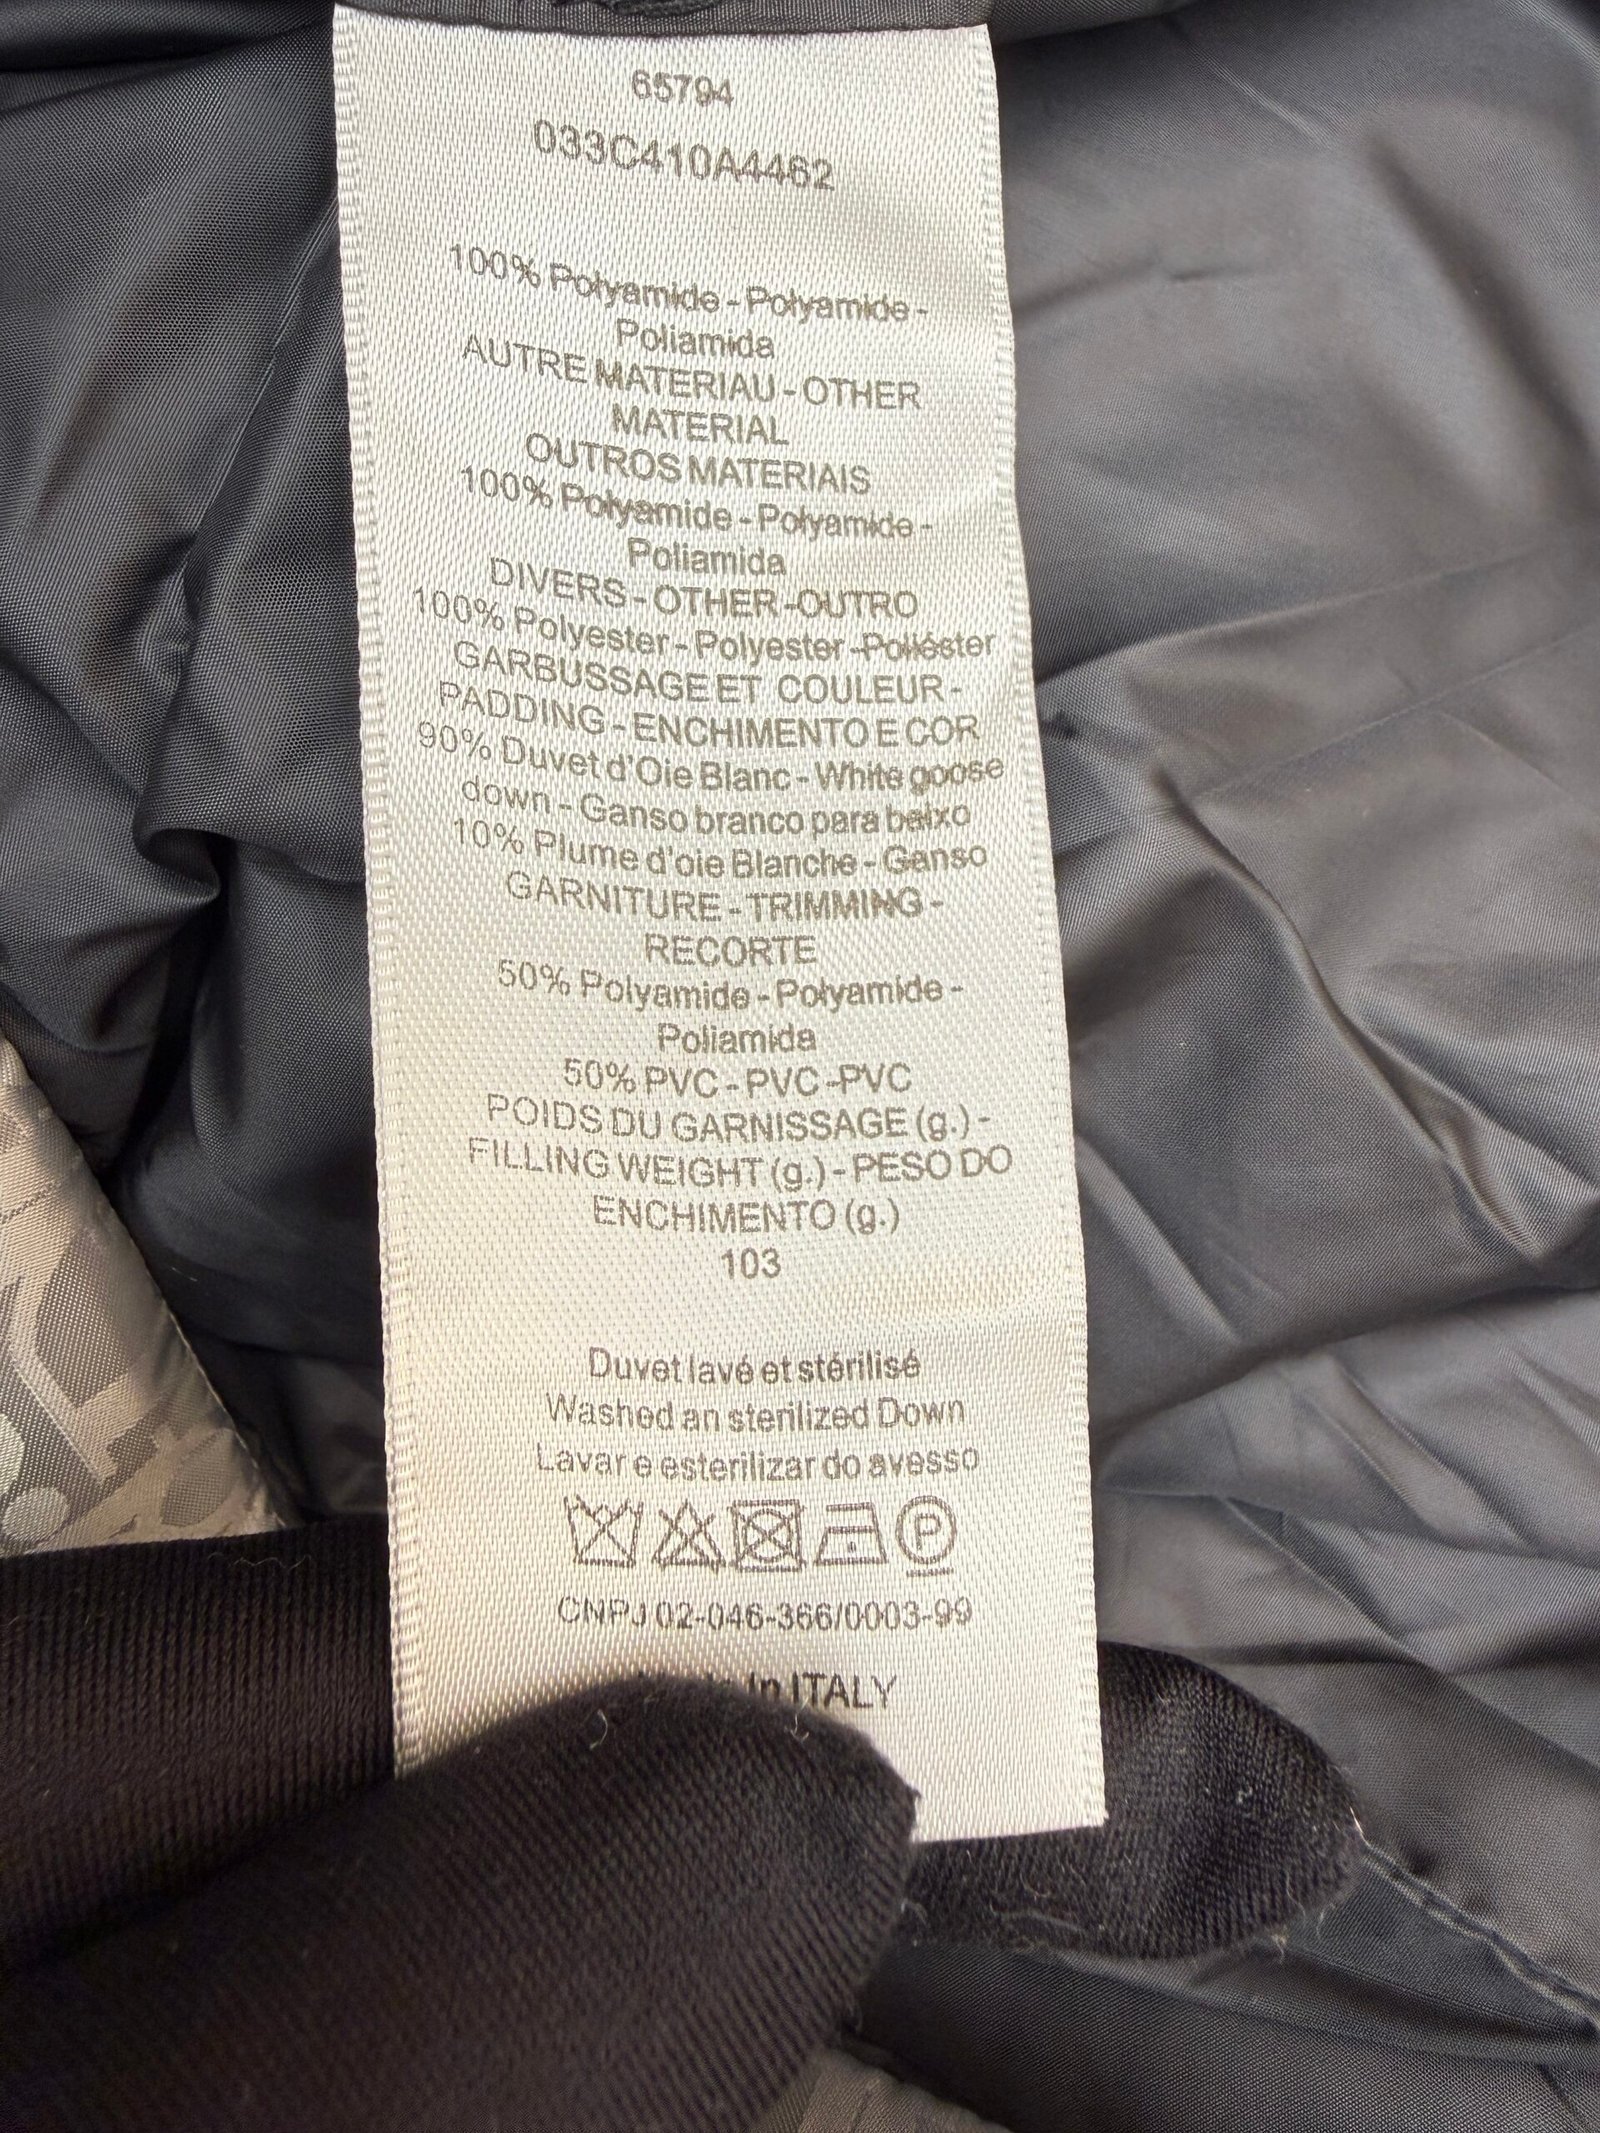 65794
033C410A4462
100% Polyamide - Polyamide -
Poliamida
AUTRE MATERIAU - OTHER
MATERIAL
OUTROS MATERIAIS
100% Polyamide - Polyamide -
Poliamida
DIVERS - OTHER -OUTRO
100% Polyester - Polyester -Poliéster
GARBUSSAGE ET COULEUR -
PADDING - ENCHIMENTO E COR
90% Duvet d'Oie Blanc - White goose
down - Ganso branco para baixo
10% Plume d'oie Blanche - Ganso
GARNITURE - TRIMMING -
RECORTE
50% Polyamide - Polyamide -
Poliamida
50% PVC - PVC -PVC
POIDS DU GARNISSAGE (g.) -
FILLING WEIGHT (g.) - PESO DO
ENCHIMENTO (g.)
103
Duvet lavé et stérilisé
Washed an sterilized Down
Lavar e esterilizar do avesso
P
CNPJ 02-046-366/0003-99
In ITALY